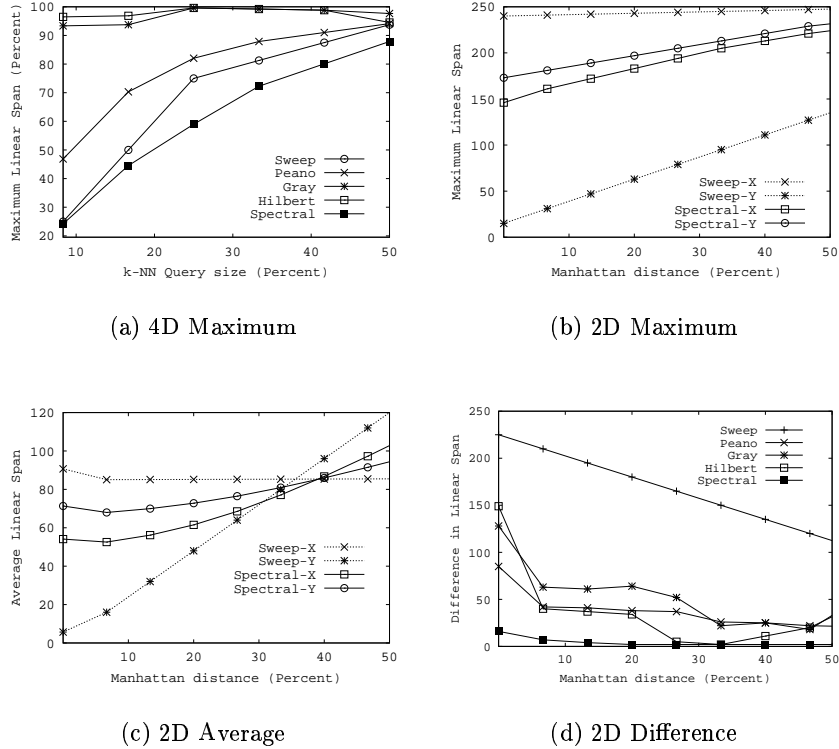 100
90
80
70
60
50
40
30
20
10 20 30 40 50
Maximum Linear Span (Percent)
k-NN Query size (Percent)
Sweep
Peano
Gray
Hilbert
Spectral
(a) 4D Maximum
250
200
150
100
50
0
0 10 20 30 40 50
Maximum Linear Span
Manhattan distance (Percent)
Sweep-X
Sweep-Y
Spectral-X
Spectral-Y
(b) 2D Maximum
120
100
80
60
40
20
0
10 20 30 40 50
Average Linear Span
Manhattan distance (Percent)
Sweep-X
Sweep-Y
Spectral-X
Spectral-Y
(c) 2D Average
250
200
150
100
50
0
10 20 30 40 50
Difference in Linear Span
Manhattan distance (Percent)
Sweep
Peano
Gray
Hilbert
Spectral
(d) 2D Difference